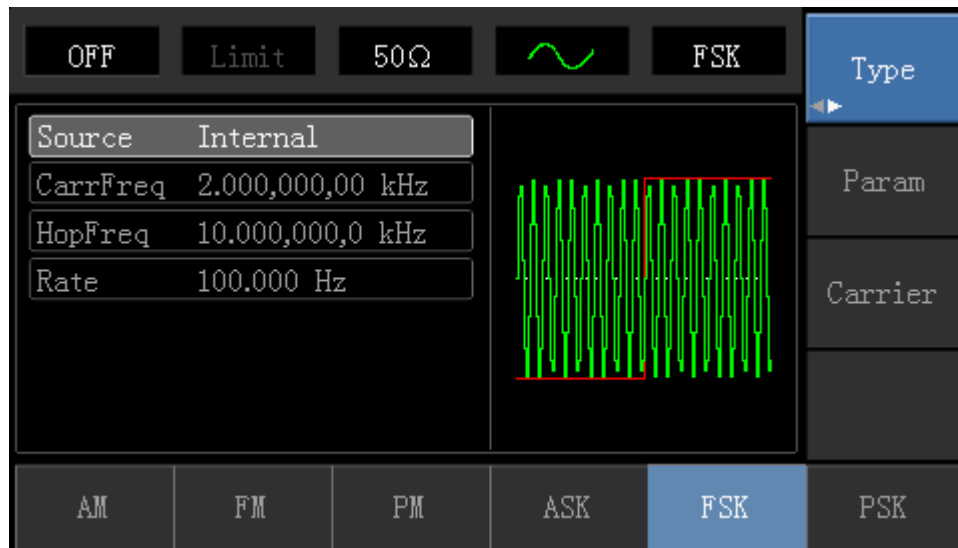 OFF Limit 50Ω FSK
Type
Source Internal
CarrFreq 2.000,000,00 kHz
HopFreq 10.000,000,0 kHz
Rate 100.000 Hz
Param
Carrier
AM FM PM ASK FSK PSK